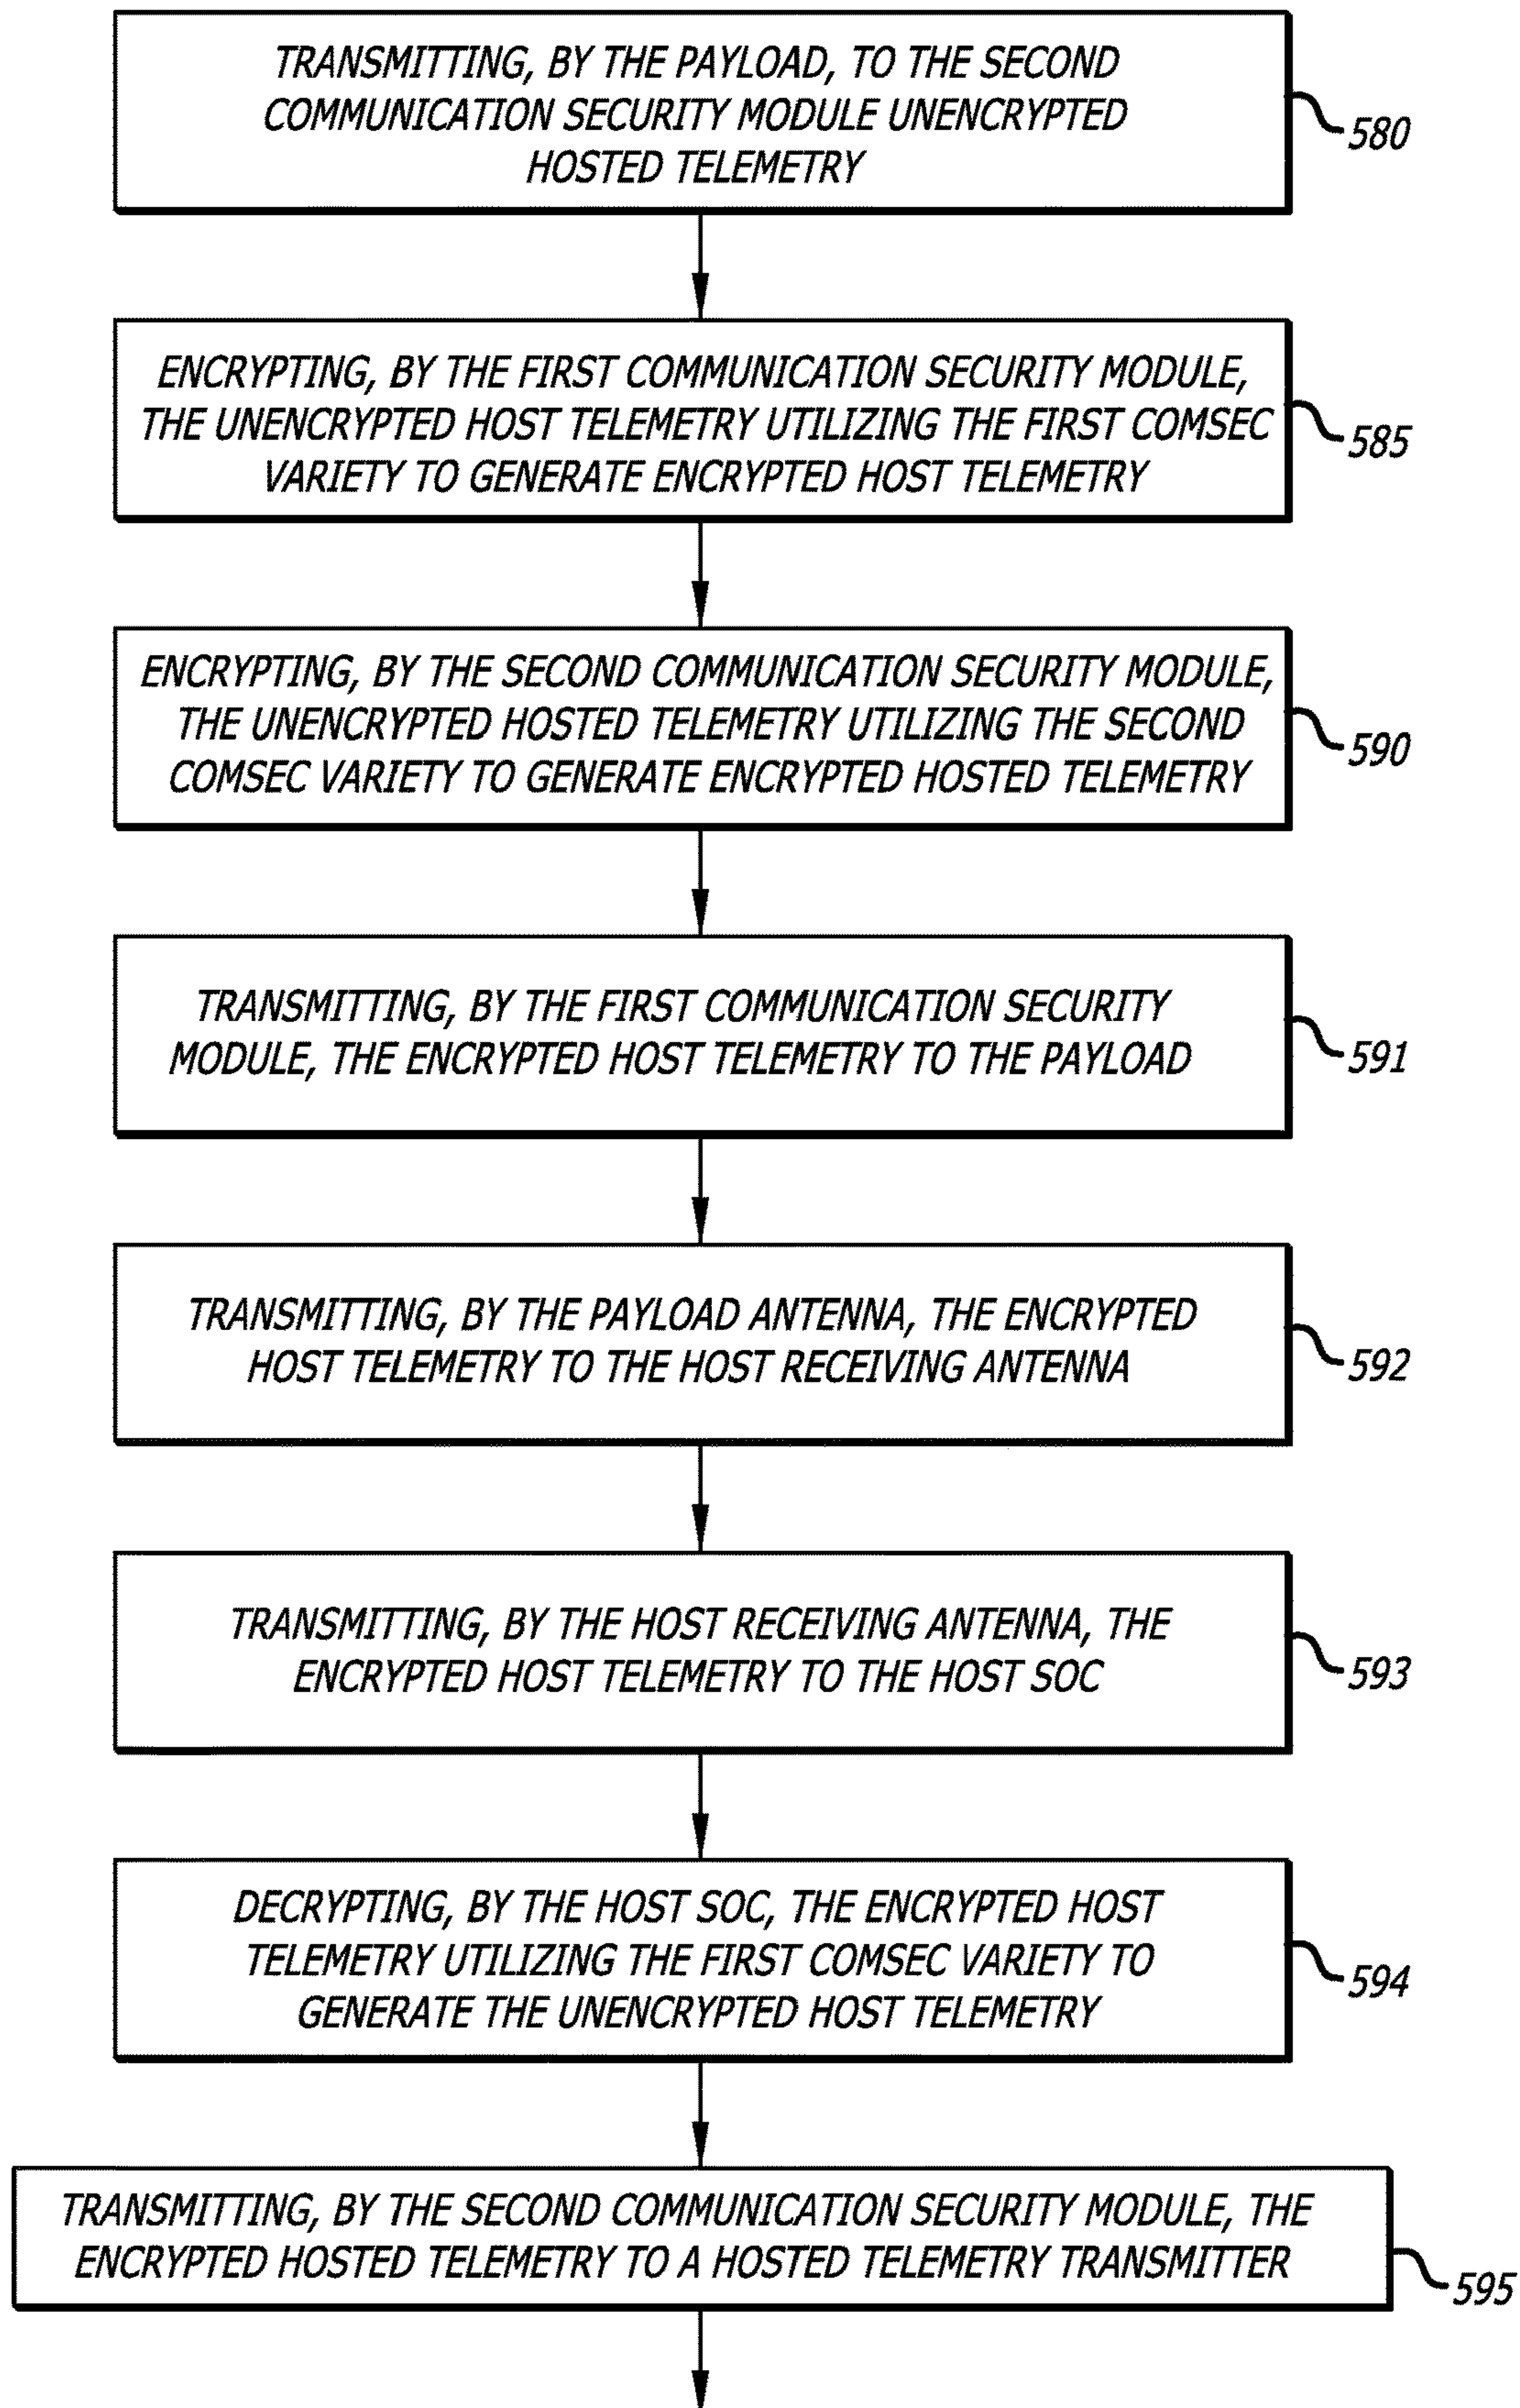 TRANSMITTING, BY THE PAYLOAD, TO THE SECOND
COMMUNICATION SECURITY MODULE UNENCRYPTED
HOSTED TELEMETRY
580
ENCRYPTING, BY THE FIRST COMMUNICATION SECURITY MODULE,
THE UNENCRYPTED HOST TELEMETRY UTILIZING THE FIRST COMSEC
VARIETY TO GENERATE ENCRYPTED HOST TELEMETRY
585
ENCRYPTING, BY THE SECOND COMMUNICATION SECURITY MODULE,
THE UNENCRYPTED HOSTED TELEMETRY UTILIZING THE SECOND
COMSEC VARIETY TO GENERATE ENCRYPTED HOSTED TELEMETRY
590
TRANSMITTING, BY THE FIRST COMMUNICATION SECURITY
MODULE, THE ENCRYPTED HOST TELEMETRY TO THE PAYLOAD
591
TRANSMITTING, BY THE PAYLOAD ANTENNA, THE ENCRYPTED
HOST TELEMETRY TO THE HOST RECEIVING ANTENNA
592
TRANSMITTING, BY THE HOST RECEIVING ANTENNA, THE
ENCRYPTED HOST TELEMETRY TO THE HOST SOC
593
DECRYPTING, BY THE HOST SOC, THE ENCRYPTED HOST
TELEMETRY UTILIZING THE FIRST COMSEC VARIETY TO
GENERATE THE UNENCRYPTED HOST TELEMETRY
594
TRANSMITTING, BY THE SECOND COMMUNICATION SECURITY MODULE, THE
ENCRYPTED HOSTED TELEMETRY TO A HOSTED TELEMETRY TRANSMITTER
595